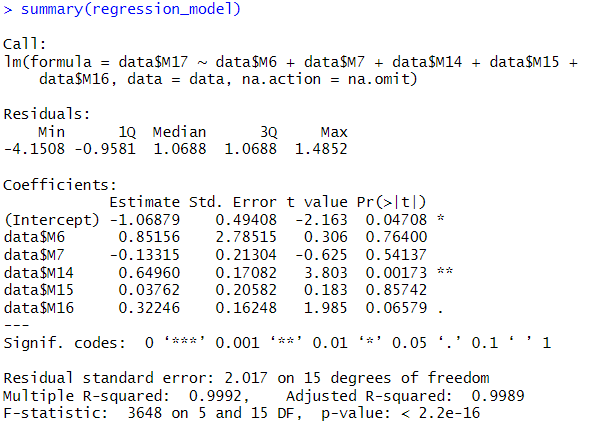 > summary(regression_model)
Call:
lm(formula = data$M17 ~ data$M6 + data$M7 + data$M14 + data$M15 +
    data$M16, data = data, na.action = na.omit)
Residuals:
    Min      1Q  Median      3Q     Max
-4.1508 -0.9581  1.0688  1.0688  1.4852
Coefficients:
            Estimate Std. Error t value Pr(>|t|)
(Intercept) -1.06879    0.49408  -2.163  0.04708 *
data$M6      0.85156    2.78515   0.306  0.76400
data$M7     -0.13315    0.21304  -0.625  0.54137
data$M14     0.64960    0.17082   3.803  0.00173 **
data$M15     0.03762    0.20582   0.183  0.85742
data$M16     0.32246    0.16248   1.985  0.06579 .
---
Signif. codes:  0 ‘***’ 0.001 ‘**’ 0.01 ‘*’ 0.05 ‘.’ 0.1 ‘ ’ 1
Residual standard error: 2.017 on 15 degrees of freedom
Multiple R-squared:  0.9992,    Adjusted R-squared:  0.9989
F-statistic:  3648 on 5 and 15 DF,  p-value: < 2.2e-16